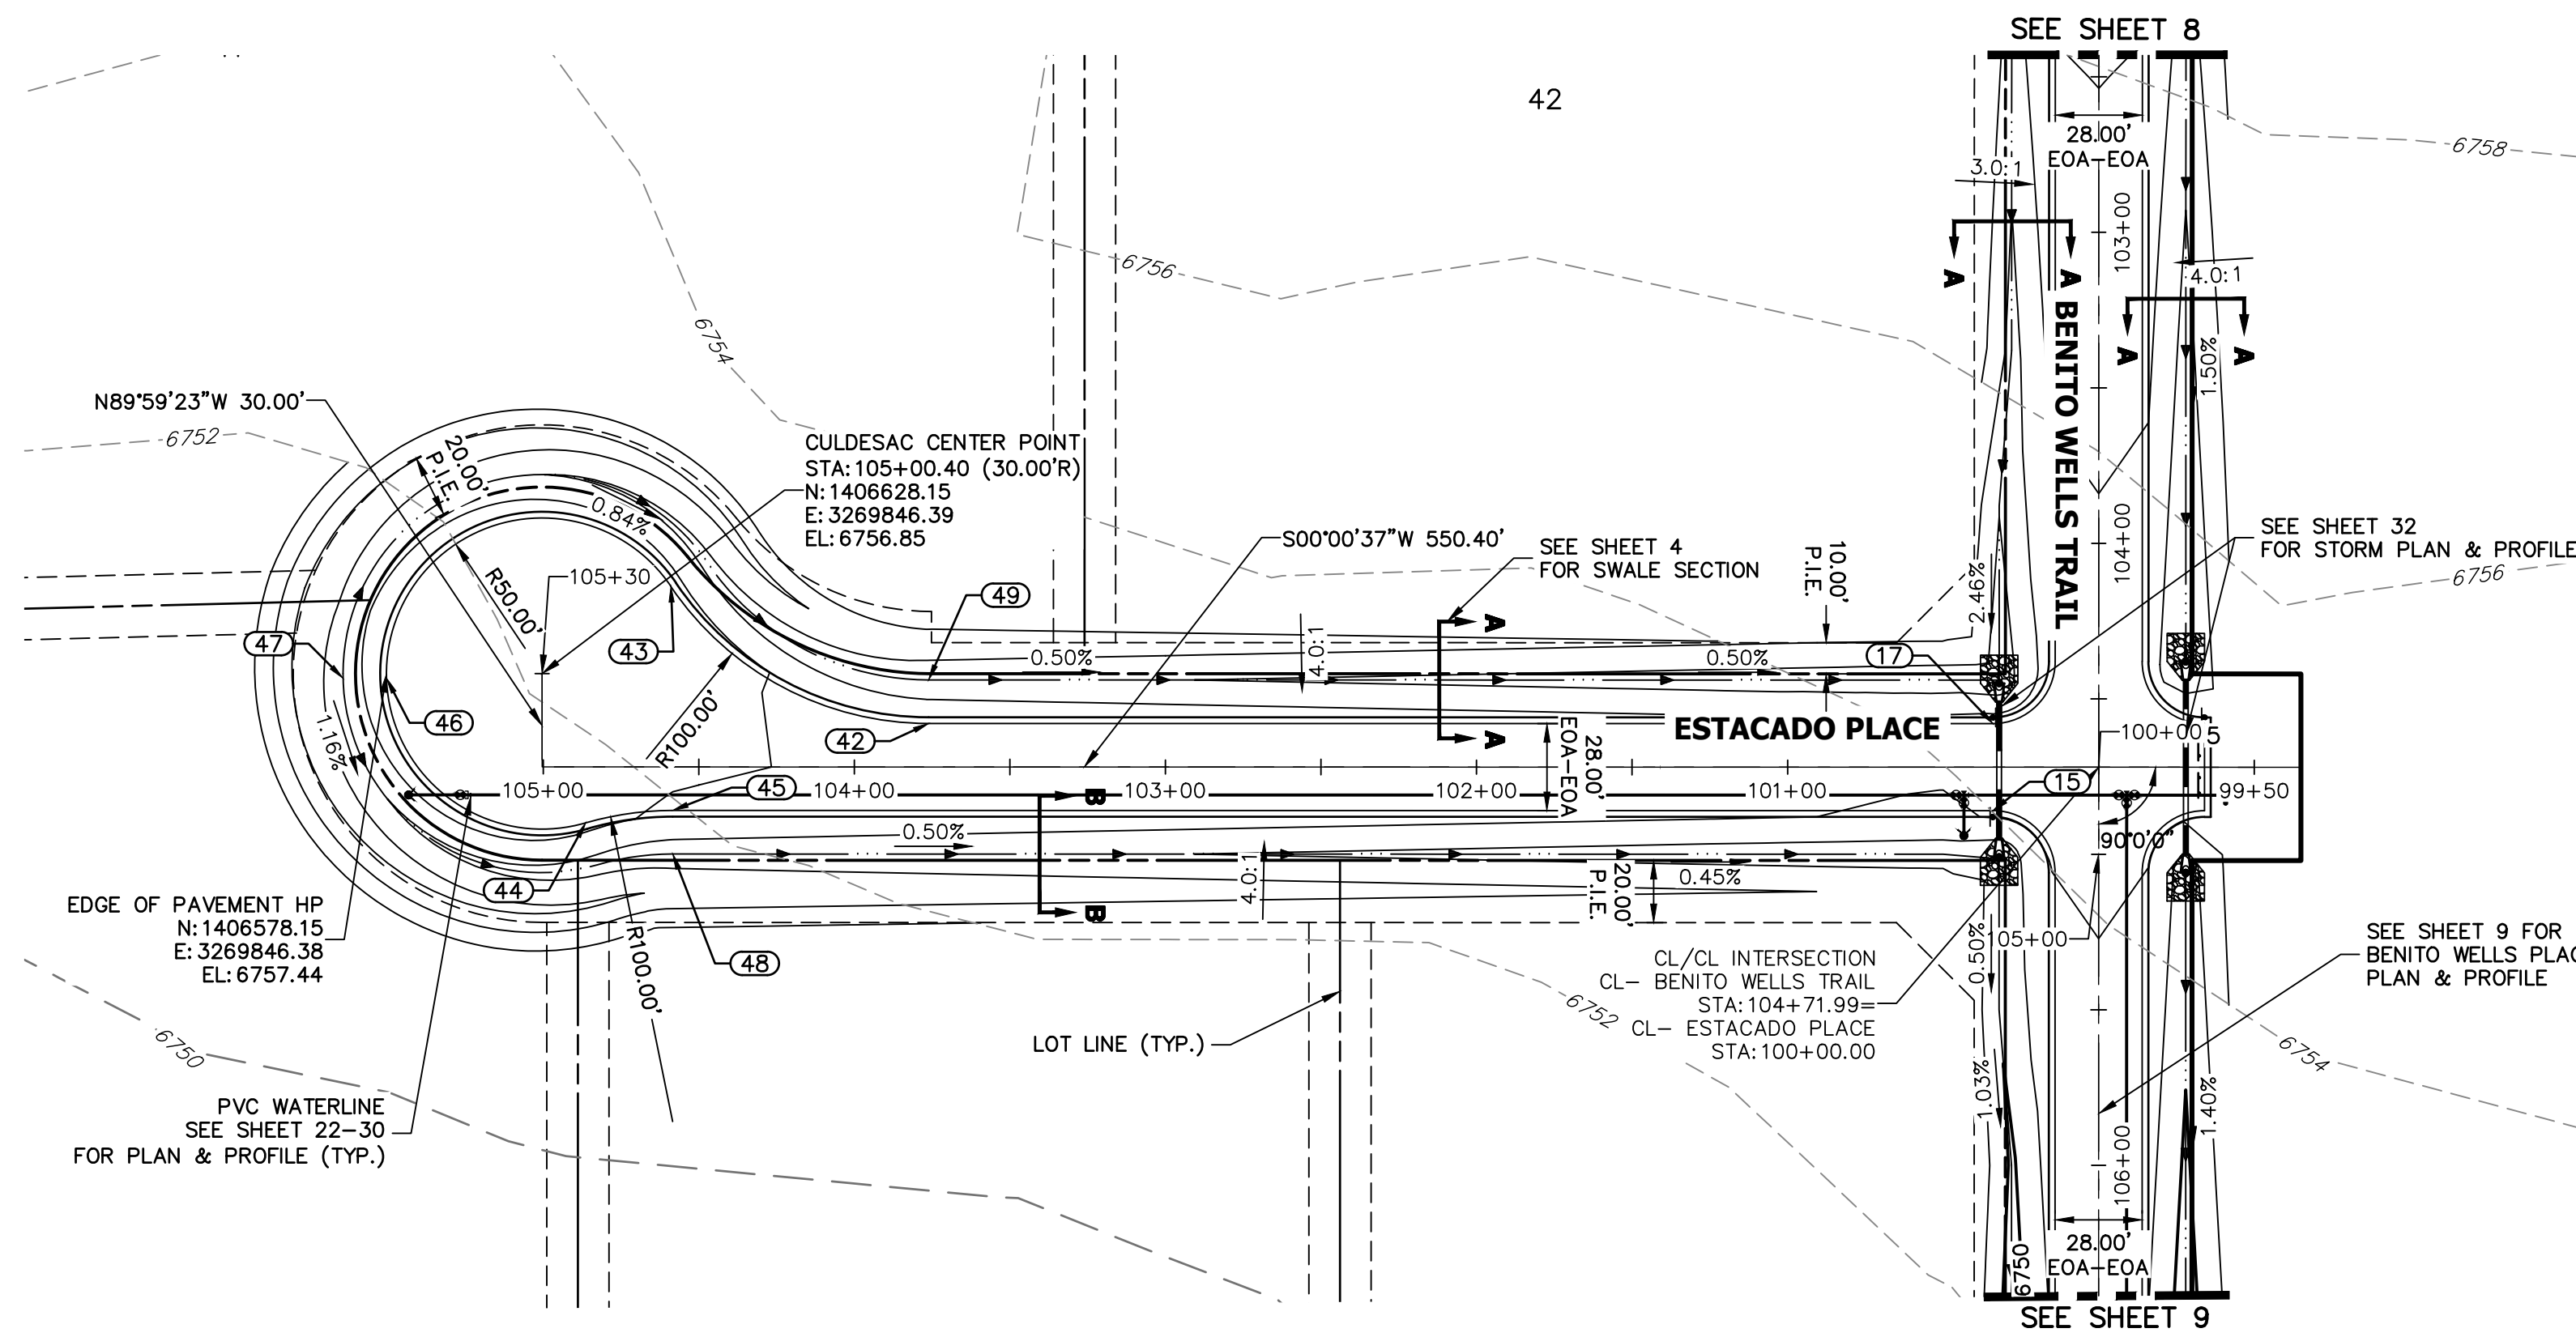 SEE SHEET 8
42
28.00'
EOA-EOA
6758
3.0:1
103+00
6756
4.0:1
A
A
A
A
BENITO WELLS TRAIL
1.50%
6754
N89°59'23"W 30.00'
6752
20.00'
P.I.E.
CULDESAC CENTER POINT
STA:105+00.40 (30.00'R)
N:1406628.15
E:3269846.39
EL:6756.85
0.84%
S00°00'37"W 550.40'
SEE SHEET 4
FOR SWALE SECTION
10.00'
P.I.E.
2.46%
104+00
SEE SHEET 32
FOR STORM PLAN & PROFILE
6756
105+30
R50.00'
49
43
47
A
4.0:1
0.50%
0.50%
17
46
R100.00'
42
A
ESTACADO PLACE
28.00'
EOA-EOA
100+00
5
1.16%
45
15
105+00
104+00
B
103+00
102+00
101+00
99+50
0.50%
90°0'0"
44
4.0:1
20.00'
P.I.E.
0.45%
EDGE OF PAVEMENT HP
N:1406578.15
E:3269846.38
EL:6757.44
B
R100.00'
48
0.50%
105+00
CL/CL INTERSECTION
CL- BENITO WELLS TRAIL
STA:104+71.99=
CL- ESTACADO PLACE
STA:100+00.00
SEE SHEET 9 FOR
BENITO WELLS PLAC
PLAN & PROFILE
6752
LOT LINE (TYP.)
6750
6754
1.03%
1.40%
PVC WATERLINE
SEE SHEET 22-30
FOR PLAN & PROFILE (TYP.)
106+00
6750
28.00'
EOA-EOA
SEE SHEET 9